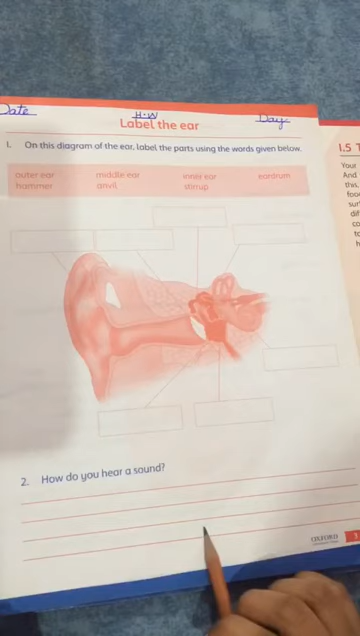 Date H.W Day
Label the ear
1. On this diagram of the ear, label the parts using the words given below.
outer ear middle ear inner ear eardrum
hammer anvil stirrup
2. How do you hear a sound?
OXFORD
1.5
Your
And
this.